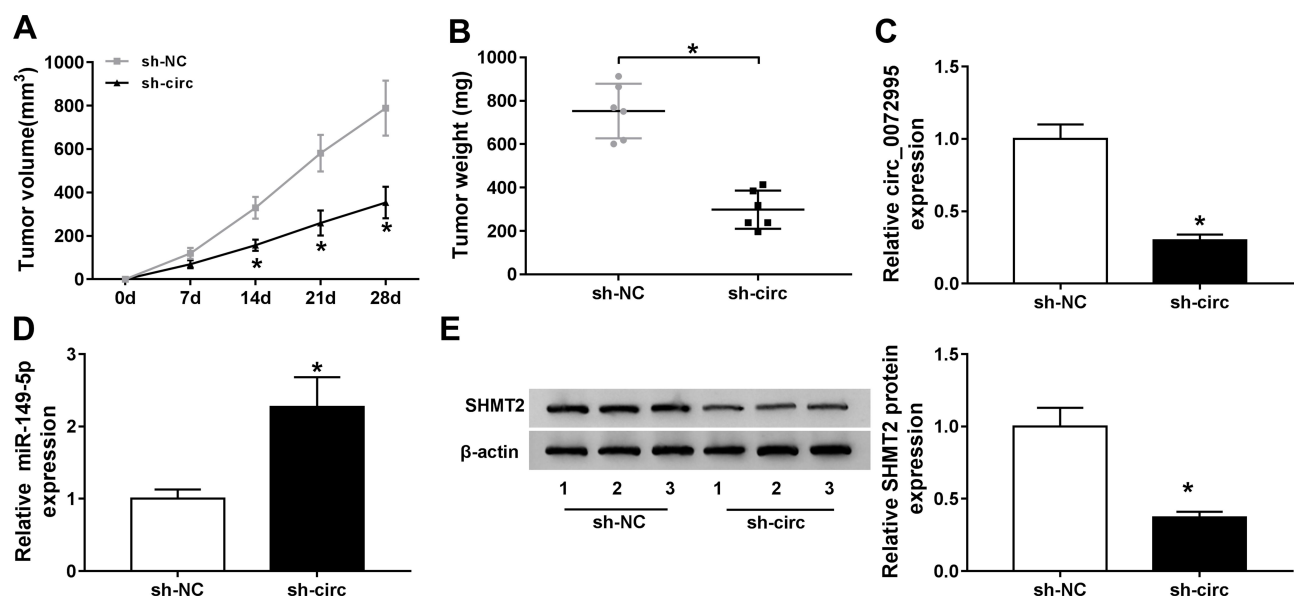 A
Tumor volume(mm³)
1000
800
600
400
200
0
sh-NC
sh-circ
*
*
*
0d 7d 14d 21d 28d
B
Tumor weight (mg)
1000
800
600
400
200
0
*
sh-NC sh-circ
C
Relative circ_0072995
expression
1.5
1.0
0.5
0.0
*
sh-NC sh-circ
D
Relative miR-149-5p
expression
3
2
1
0
*
sh-NC sh-circ
E
SHMT2
β-actin
1 2 3 1 2 3
sh-NC sh-circ
Relative SHMT2 protein
expression
1.5
1.0
0.5
0.0
*
sh-NC sh-circ